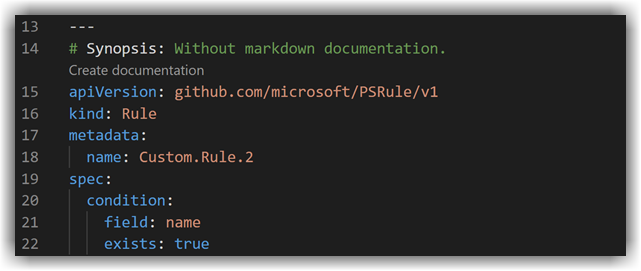 13 ---
14 # Synopsis: Without markdown documentation.
Create documentation
15 apiVersion: github.com/microsoft/PSRule/v1
16 kind: Rule
17 metadata:
18   name: Custom.Rule.2
19 spec:
20   condition:
21     field: name
22     exists: true